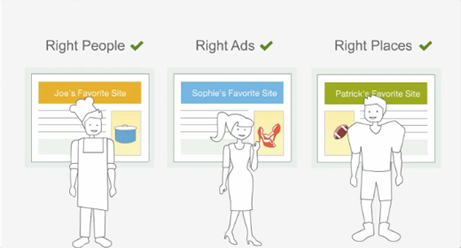 Right People
Right Ads
Right Places
Joe's Favorite Site
Sophie's Favorite Site
Patrick's Favorite Site